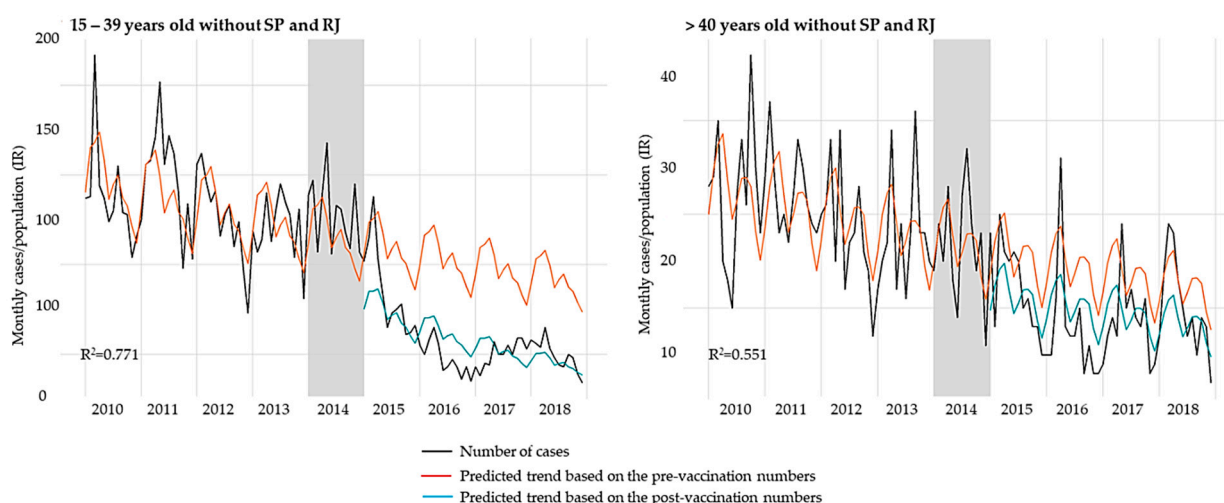 15 – 39 years old without SP and RJ
200
150
100
100
0
Monthly cases/population (IR)
R²=0.771
2010 2011 2012 2013 2014 2015 2016 2017 2018
> 40 years old without SP and RJ
40
30
20
10
Monthly cases/population (IR)
R²=0.551
2010 2011 2012 2013 2014 2015 2016 2017 2018
Number of cases
Predicted trend based on the pre-vaccination numbers
Predicted trend based on the post-vaccination numbers